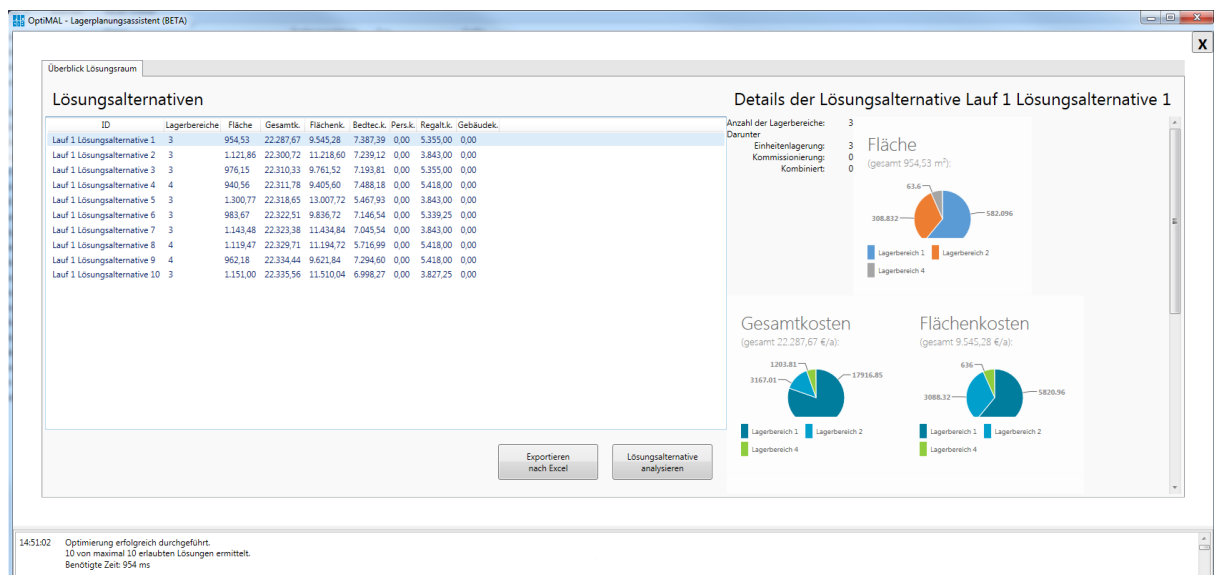 OptiMAL - Lagerplanungsassistent (BETA)
X
Überblick Lösungsraum
Lösungsalternativen
ID Lagerbereiche Fläche Gesamtk. Flächenk. Bedtec.k. Pers.k. Regalt.k. Gebäudek.
Lauf 1 Lösungsalternative 1 3 954,53 22.287,67 9.545,28 7.387,39 0,00 5.355,00 0,00
Lauf 1 Lösungsalternative 2 3 1.121,86 22.300,72 11.218,60 7.239,12 0,00 3.843,00 0,00
Lauf 1 Lösungsalternative 3 3 976,15 22.310,33 9.761,52 7.193,81 0,00 5.355,00 0,00
Lauf 1 Lösungsalternative 4 4 940,56 22.311,78 9.405,60 7.488,18 0,00 5.418,00 0,00
Lauf 1 Lösungsalternative 5 3 1.300,77 22.318,65 13.007,72 5.467,93 0,00 3.843,00 0,00
Lauf 1 Lösungsalternative 6 3 983,67 22.322,51 9.836,72 7.146,54 0,00 5.339,25 0,00
Lauf 1 Lösungsalternative 7 3 1.143,48 22.323,38 11.434,84 7.045,54 0,00 3.843,00 0,00
Lauf 1 Lösungsalternative 8 4 1.119,47 22.329,71 11.194,72 5.716,99 0,00 5.418,00 0,00
Lauf 1 Lösungsalternative 9 4 962,18 22.334,44 9.621,84 7.294,60 0,00 5.418,00 0,00
Lauf 1 Lösungsalternative 10 3 1.151,00 22.335,56 11.510,04 6.998,27 0,00 3.827,25 0,00
Exportieren
nach Excel
Lösungsalternative
analysieren
Details der Lösungsalternative Lauf 1 Lösungsalternative 1
Anzahl der Lagerbereiche: 3
Darunter
Einheitenlagerung: 3
Kommissionierung: 0
Kombiniert: 0
Fläche
(gesamt 954,53 m²):
63.6
308.832
582.096
Lagerbereich 1 Lagerbereich 2
Lagerbereich 4
Gesamtkosten
(gesamt 22.287,67 €/a):
1203.81
3167.01
17916.85
Lagerbereich 1 Lagerbereich 2
Lagerbereich 4
Flächenkosten
(gesamt 9.545,28 €/a):
636
3088.32
5820.96
Lagerbereich 1 Lagerbereich 2
Lagerbereich 4
14:51:02 Optimierung erfolgreich durchgeführt.
10 von maximal 10 erlaubten Lösungen ermittelt.
Benötigte Zeit: 954 ms